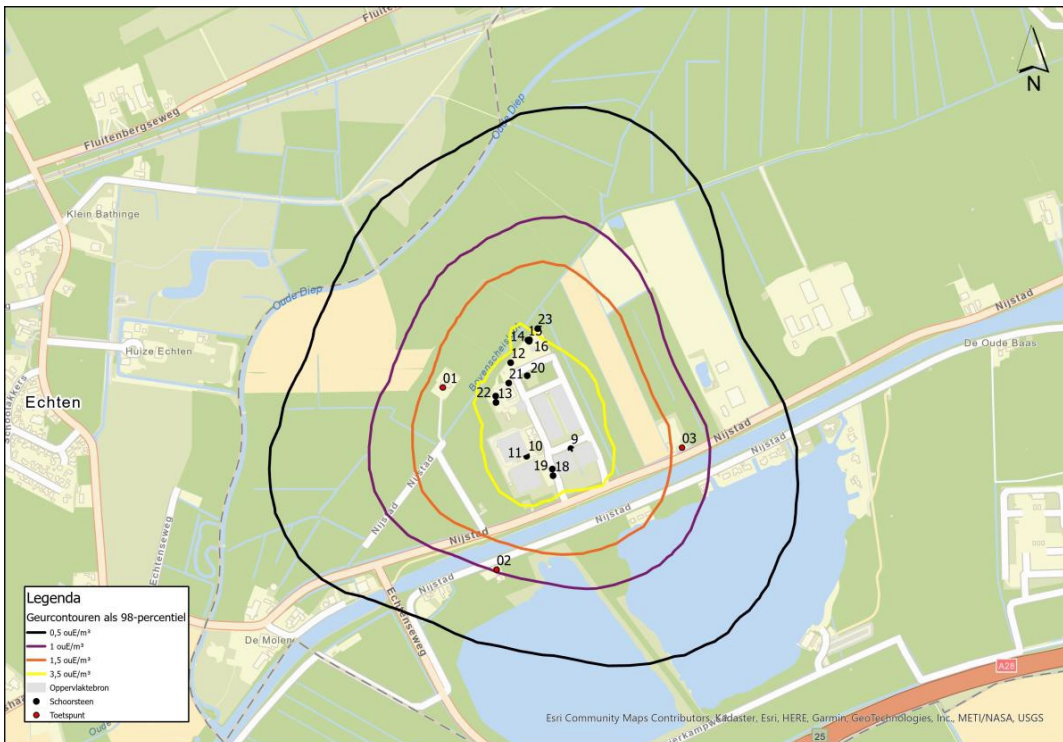 Fluitenbergseweg
Fluitenbergseweg
Oude Diep
N
Klein Bathinge
Oude Diep
Huize Echten
Echten
Schoolakkers
Echtenseweg
Nijstad
De Oude Baas
23
14
15
16
12
20
21
22
13
01
03
9
10
11
19
18
Nijstad
Nijstad
Nijstad
Nijstad
Nijstad
02
Echtenseweg
De Molen
A28
25
Legenda
Geurcontouren als 98-percentiel
0,5 ouE/m³
1 ouE/m³
1,5 ouE/m³
3,5 ouE/m³
Oppervlaktebron
Schoorsteen
Toetspunt
Esri Community Maps Contributors, Kadaster, Esri, HERE, Garmin, GeoTechnologies, Inc., METI/NASA, USGS